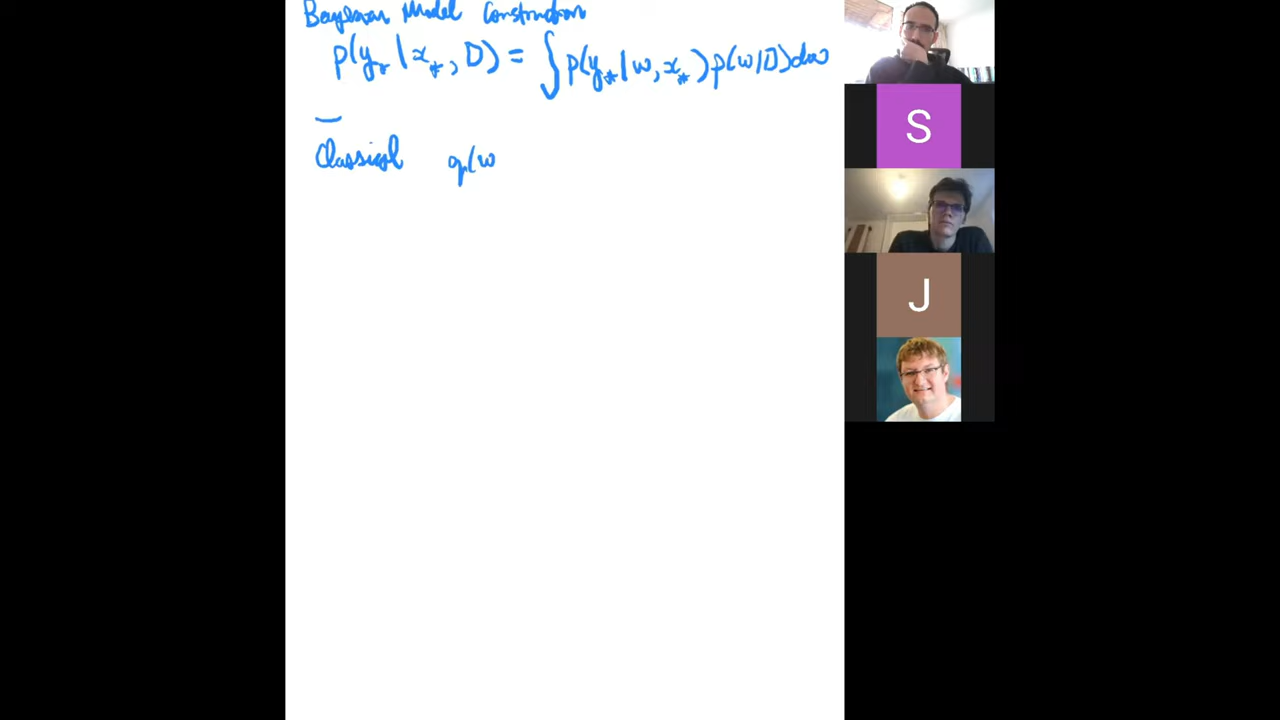 Bayesian Model Construction
p(y* | x*, D) = ∫ p(y* | w, x*) p(w|D) dw
Classical q(w
S
J